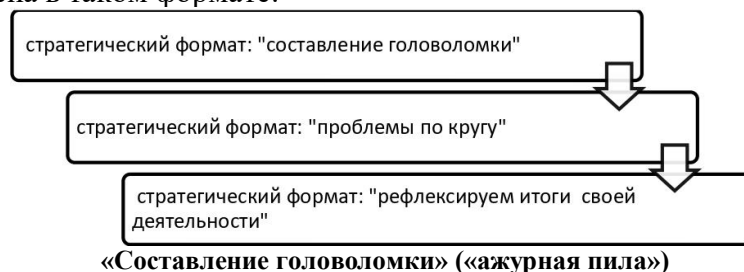 в таком формате:
стратегический формат: "составление головоломки"
стратегический формат: "проблемы по кругу"
стратегический формат: "рефлексируем итоги своей
деятельности"
«Составление головоломки» («ажурная пила»)